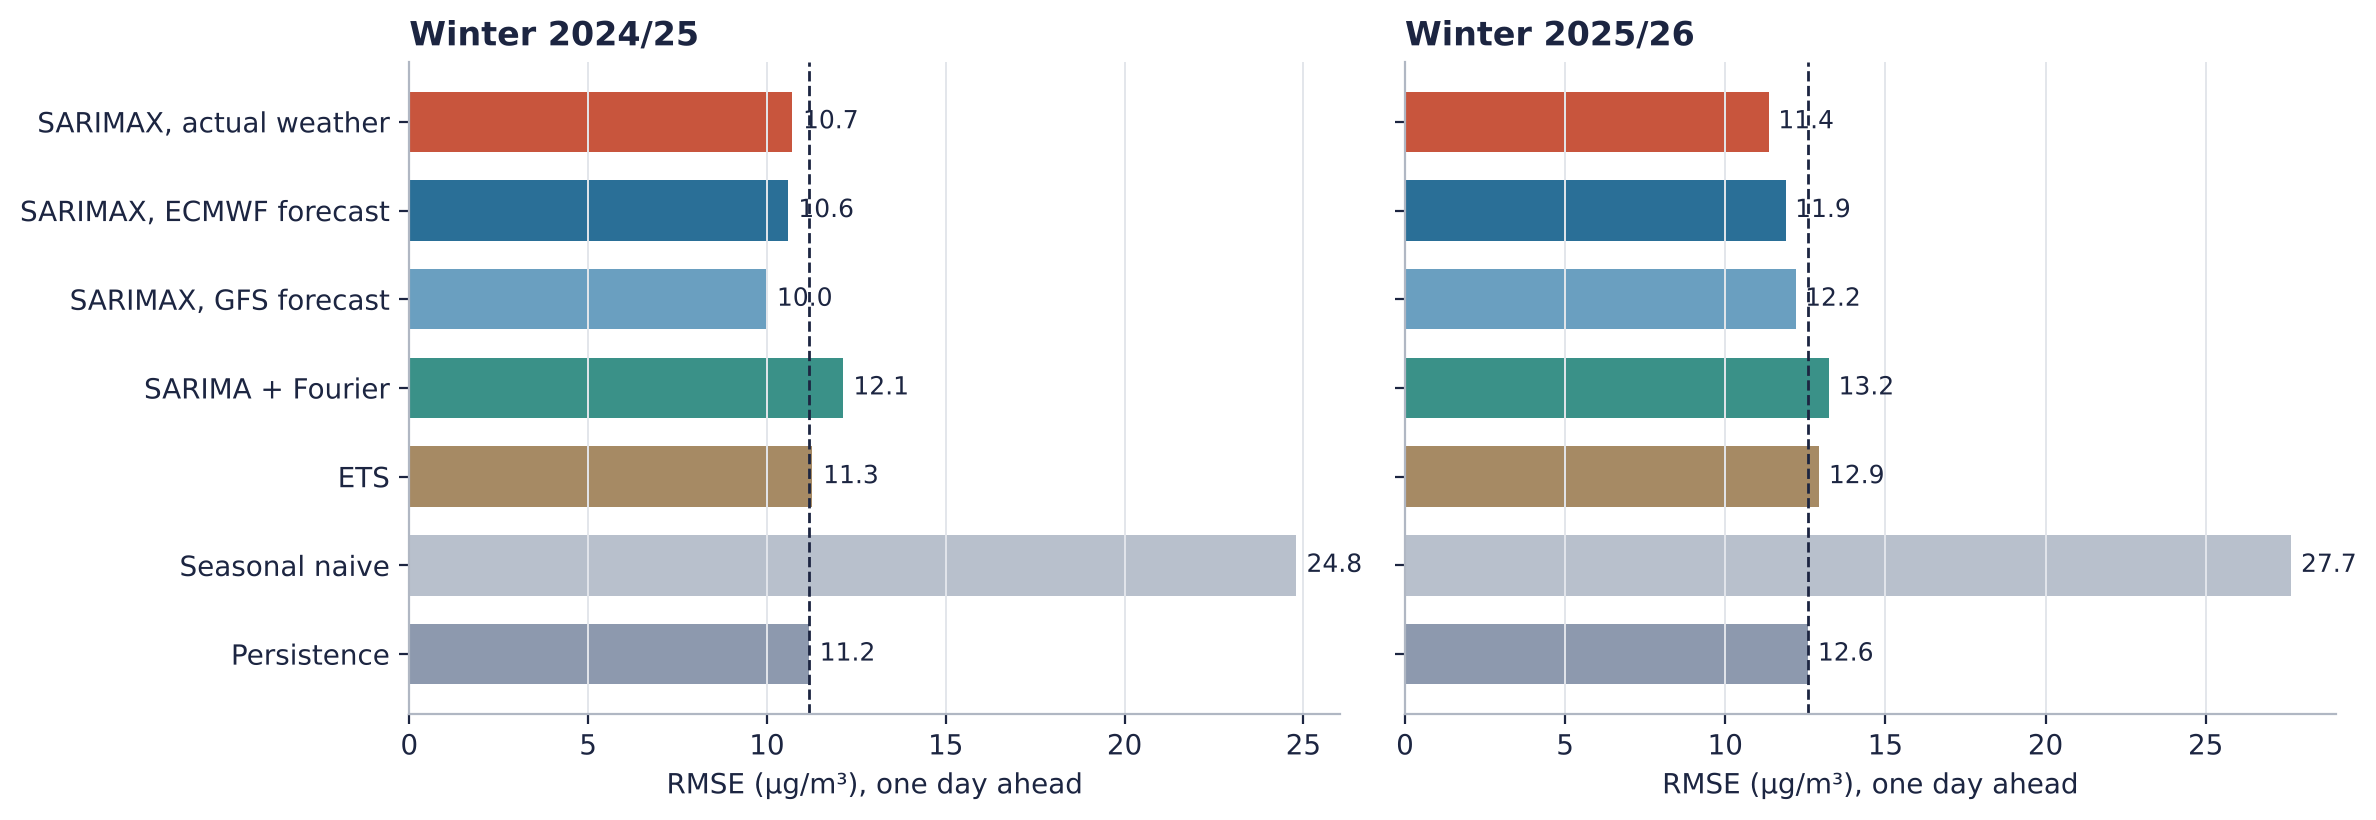 Winter 2024/25
SARIMAX, actual weather 10.7
SARIMAX, ECMWF forecast 10.6
SARIMAX, GFS forecast 10.0
SARIMA + Fourier 12.1
ETS 11.3
Seasonal naive 24.8
Persistence 11.2
0 5 10 15 20 25
RMSE (µg/m³), one day ahead
Winter 2025/26
11.4
11.9
12.2
13.2
12.9
27.7
12.6
0 5 10 15 20 25
RMSE (µg/m³), one day ahead